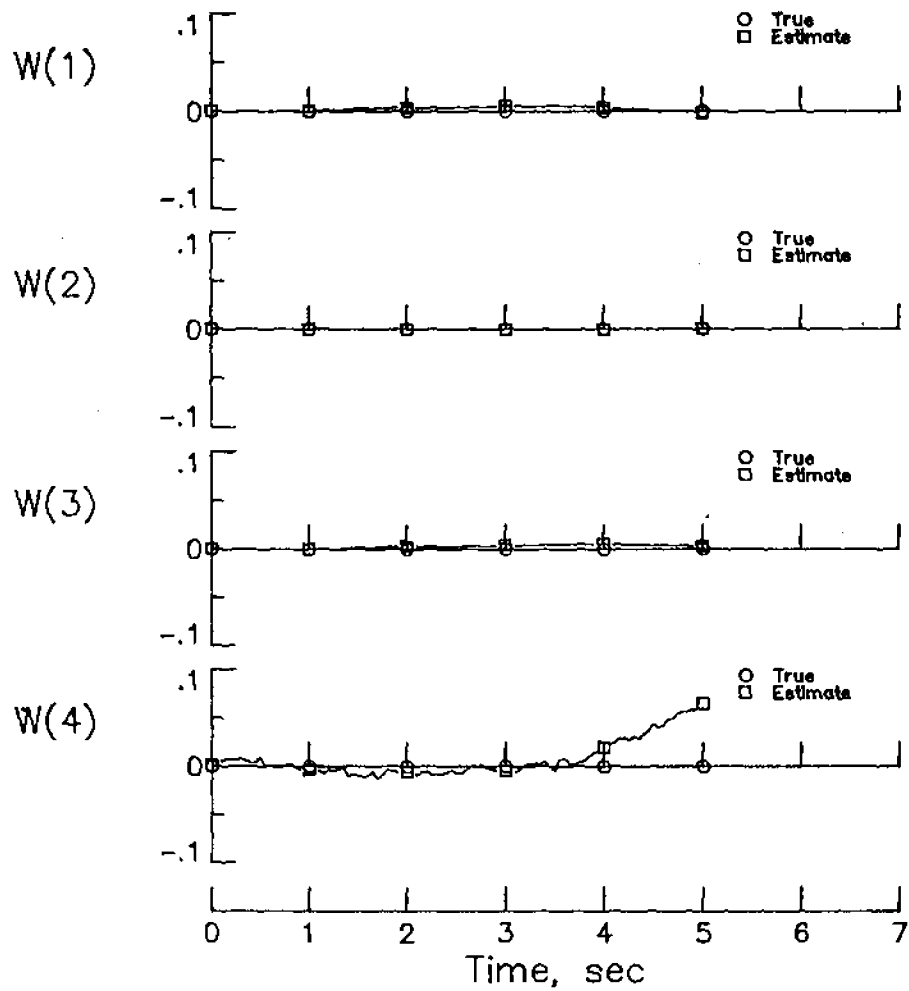 .1
○ True
□ Estimate
W(1)
0
-.1
.1
○ True
□ Estimate
W(2)
0
-.1
.1
○ True
□ Estimate
W(3)
0
-.1
.1
○ True
□ Estimate
W(4)
0
-.1
0 1 2 3 4 5 6 7
Time, sec